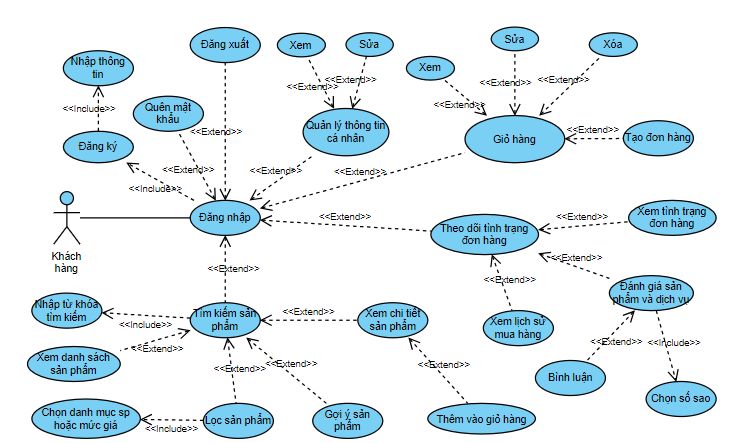 Đăng xuất
Xem
Sửa
Sửa
Xóa
Nhập thông
tin
<<Extend>>
<<Extend>>
Xem
<<Extend>>
<<Extend>>
<<Include>>
Quên mật
khẩu
<<Extend>>
<<Extend>>
Quản lý thông tin
cá nhân
Giỏ hàng
<<Extend>>
Tạo đơn hàng
Đăng ký
<<Extend>>
<<Extend>>
<<Extend>>
<<Include>>
Khách
hàng
Đăng nhập
<<Extend>>
Theo dõi tình trạng
đơn hàng
<<Extend>>
Xem tình trạng
đơn hàng
<<Extend>>
<<Extend>>
<<Extend>>
Đánh giá sản
phẩm và dịch vụ
Nhập từ khóa
tìm kiếm
<<Include>>
Tìm kiếm sản
phẩm
<<Extend>>
Xem chi tiết
sản phẩm
Xem lịch sử
mua hàng
Xem danh sách
sản phẩm
<<Extend>>
<<Extend>>
<<Extend>>
<<Extend>>
<<Extend>>
<<Include>>
Bình luận
Chọn số sao
Chọn danh mục sp
hoặc mức giá
<<Include>>
Lọc sản phẩm
Gợi ý sản
phẩm
Thêm vào giỏ hàng